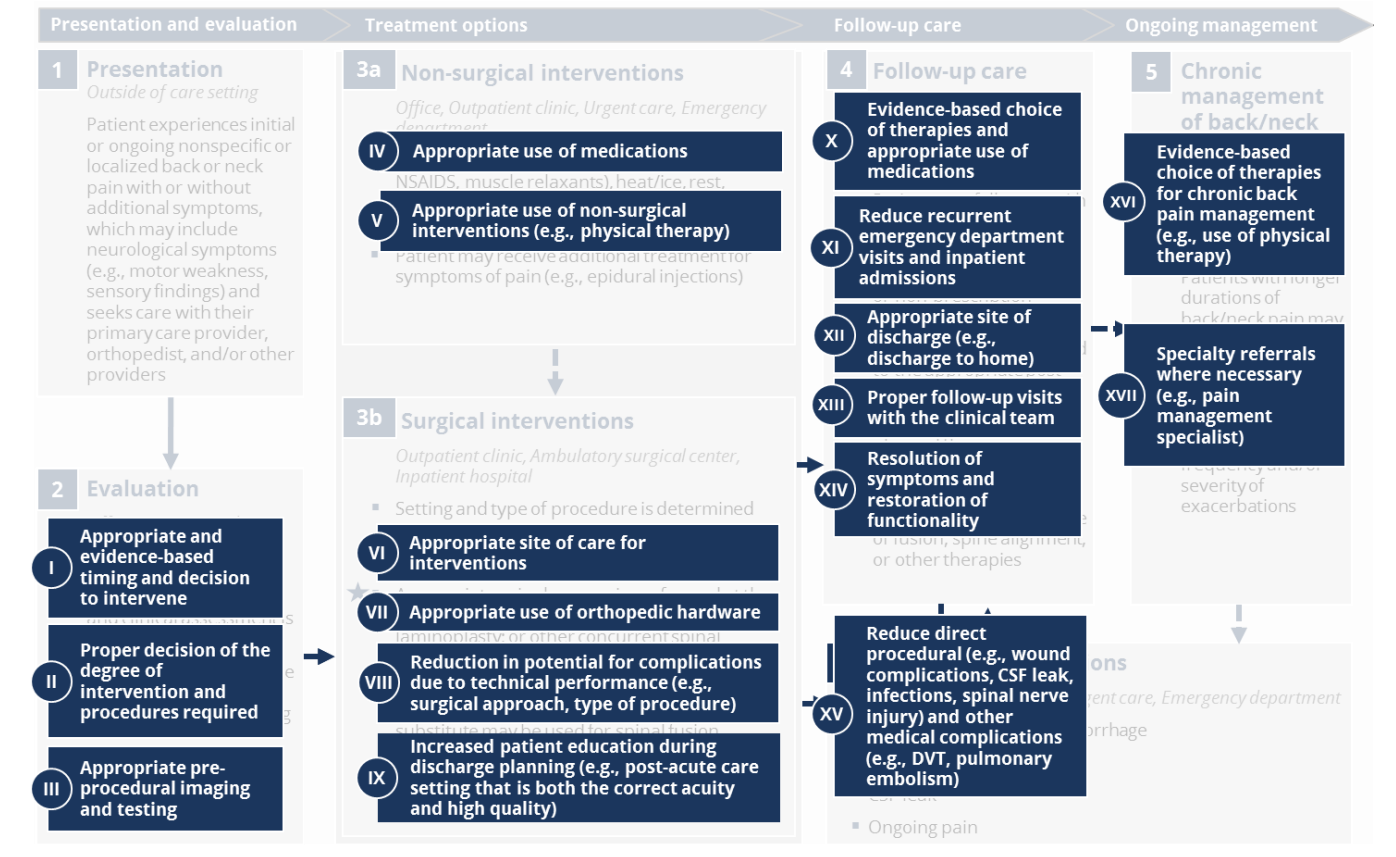 Presentation and evaluation
Treatment options
Follow-up care
Ongoing management
1
Presentation
Outside of care setting
Patient experiences initial
or ongoing nonspecific or
localized back or neck
pain with or without
additional symptoms,
which may include
neurological symptoms
(e.g., motor weakness,
sensory findings) and
seeks care with their
primary care provider,
orthopedist, and/or other
providers
2
Evaluation
I
Appropriate and
evidence-based
timing and decision
to intervene
II
Proper decision of the
degree of
intervention and
procedures required
III
Appropriate pre-
procedural imaging
and testing
3a
Non-surgical interventions
Office, Outpatient clinic, Urgent care, Emergency
department
IV
Appropriate use of medications
NSAIDS, muscle relaxants), heat/ice, rest,
V
Appropriate use of non-surgical
interventions (e.g., physical therapy)
▪ Patient may receive additional treatment for
symptoms of pain (e.g., epidural injections)
3b
Surgical interventions
Outpatient clinic, Ambulatory surgical center,
Inpatient hospital
▪ Setting and type of procedure is determined
VI
Appropriate site of care for
interventions
VII
Appropriate use of orthopedic hardware
laminoplasty; or other concurrent spinal
VIII
Reduction in potential for complications
due to technical performance (e.g.,
surgical approach, type of procedure)
substitute may be used for spinal fusion
IX
Increased patient education during
discharge planning (e.g., post-acute care
setting that is both the correct acuity
and high quality)
4
Follow-up care
X
Evidence-based choice
of therapies and
appropriate use of
medications
XI
Reduce recurrent
emergency department
visits and inpatient
admissions
XII
Appropriate site of
discharge (e.g.,
discharge to home)
XIII
Proper follow-up visits
with the clinical team
XIV
Resolution of
symptoms and
restoration of
functionality
of fusion, spine alignment,
or other therapies
XV
Reduce direct
procedural (e.g., wound
complications, CSF leak,
infections, spinal nerve
injury) and other
medical complications
(e.g., DVT, pulmonary
embolism)
ons
gent care, Emergency department
orrhage
CSF leak
▪ Ongoing pain
5
Chronic
management
of back/neck
XVI
Evidence-based
choice of therapies
for chronic back
pain management
(e.g., use of physical
therapy)
Patients with longer
durations of
back/neck pain may
XVII
Specialty referrals
where necessary
(e.g., pain
management
specialist)
frequency and/or
severity of
exacerbations